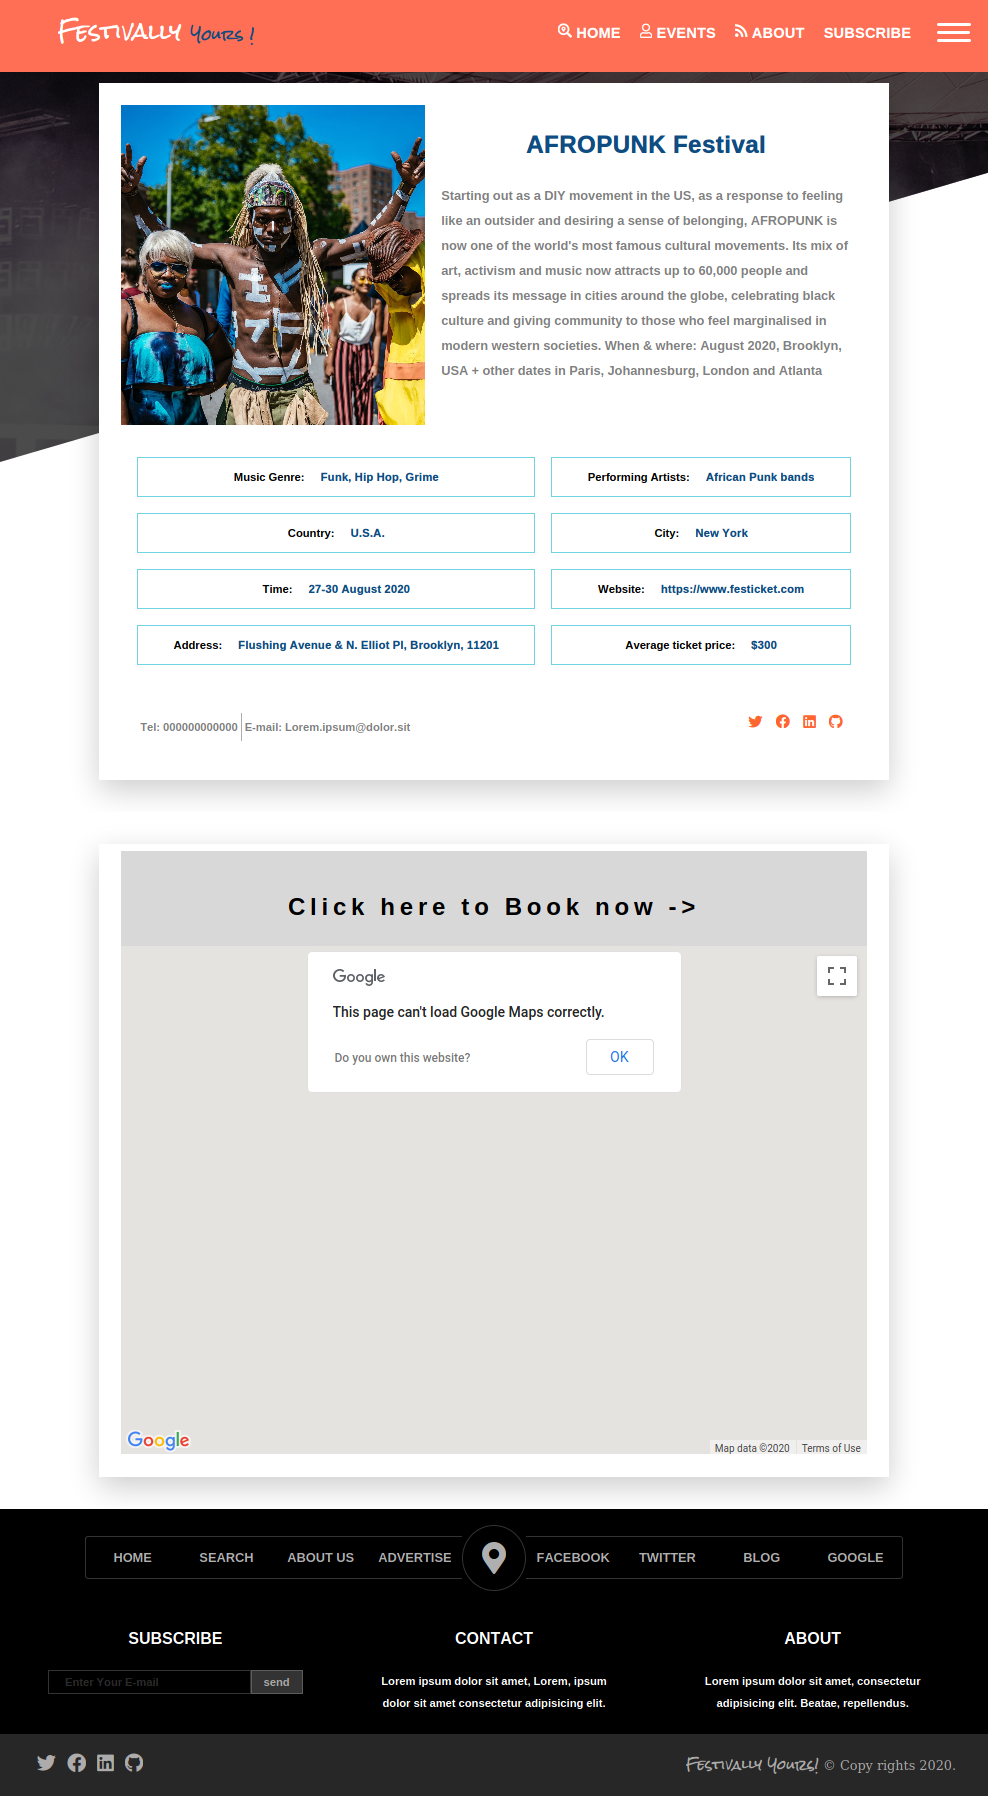 Festivally Yours !
HOME EVENTS ABOUT SUBSCRIBE
AFROPUNK Festival
Starting out as a DIY movement in the US, as a response to feeling
like an outsider and desiring a sense of belonging, AFROPUNK is
now one of the world's most famous cultural movements. Its mix of
art, activism and music now attracts up to 60,000 people and
spreads its message in cities around the globe, celebrating black
culture and giving community to those who feel marginalised in
modern western societies. When & where: August 2020, Brooklyn,
USA + other dates in Paris, Johannesburg, London and Atlanta
Music Genre: Funk, Hip Hop, Grime
Performing Artists: African Punk bands
Country: U.S.A.
City: New York
Time: 27-30 August 2020
Website: https://www.festicket.com
Address: Flushing Avenue & N. Elliot Pl, Brooklyn, 11201
Average ticket price: $300
Tel: 000000000000 E-mail: Lorem.ipsum@dolor.sit
Click here to Book now ->
Google
This page can't load Google Maps correctly.
Do you own this website? OK
Google
Map data ©2020 Terms of Use
HOME SEARCH ABOUT US ADVERTISE FACEBOOK TWITTER BLOG GOOGLE
SUBSCRIBE
Enter Your E-mail send
CONTACT
Lorem ipsum dolor sit amet, Lorem, ipsum
dolor sit amet consectetur adipisicing elit.
ABOUT
Lorem ipsum dolor sit amet, consectetur
adipisicing elit. Beatae, repellendus.
Festivally Yours! © Copy rights 2020.